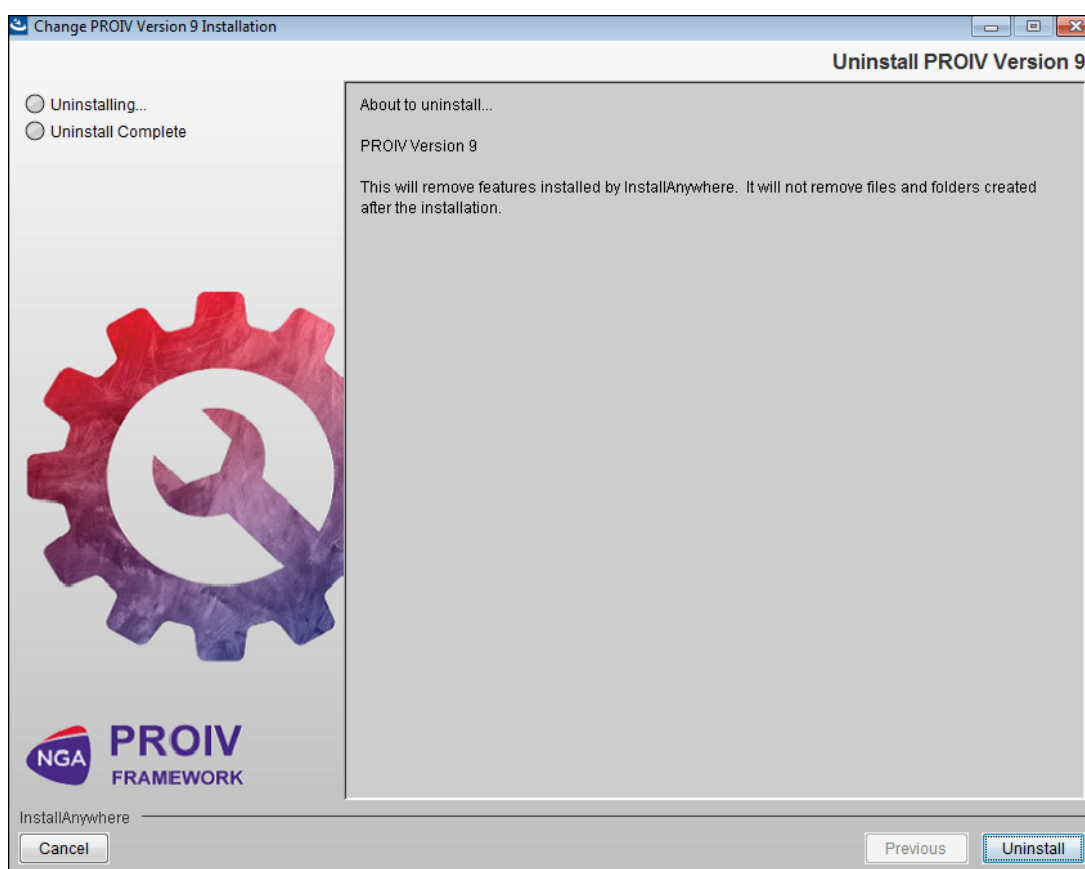 Change PROIV Version 9 Installation
Uninstall PROIV Version 9
Uninstalling...
Uninstall Complete
About to uninstall...
PROIV Version 9
This will remove features installed by InstallAnywhere.  It will not remove files and folders created
after the installation.
NGA
PROIV
FRAMEWORK
InstallAnywhere
Cancel
Previous
Uninstall